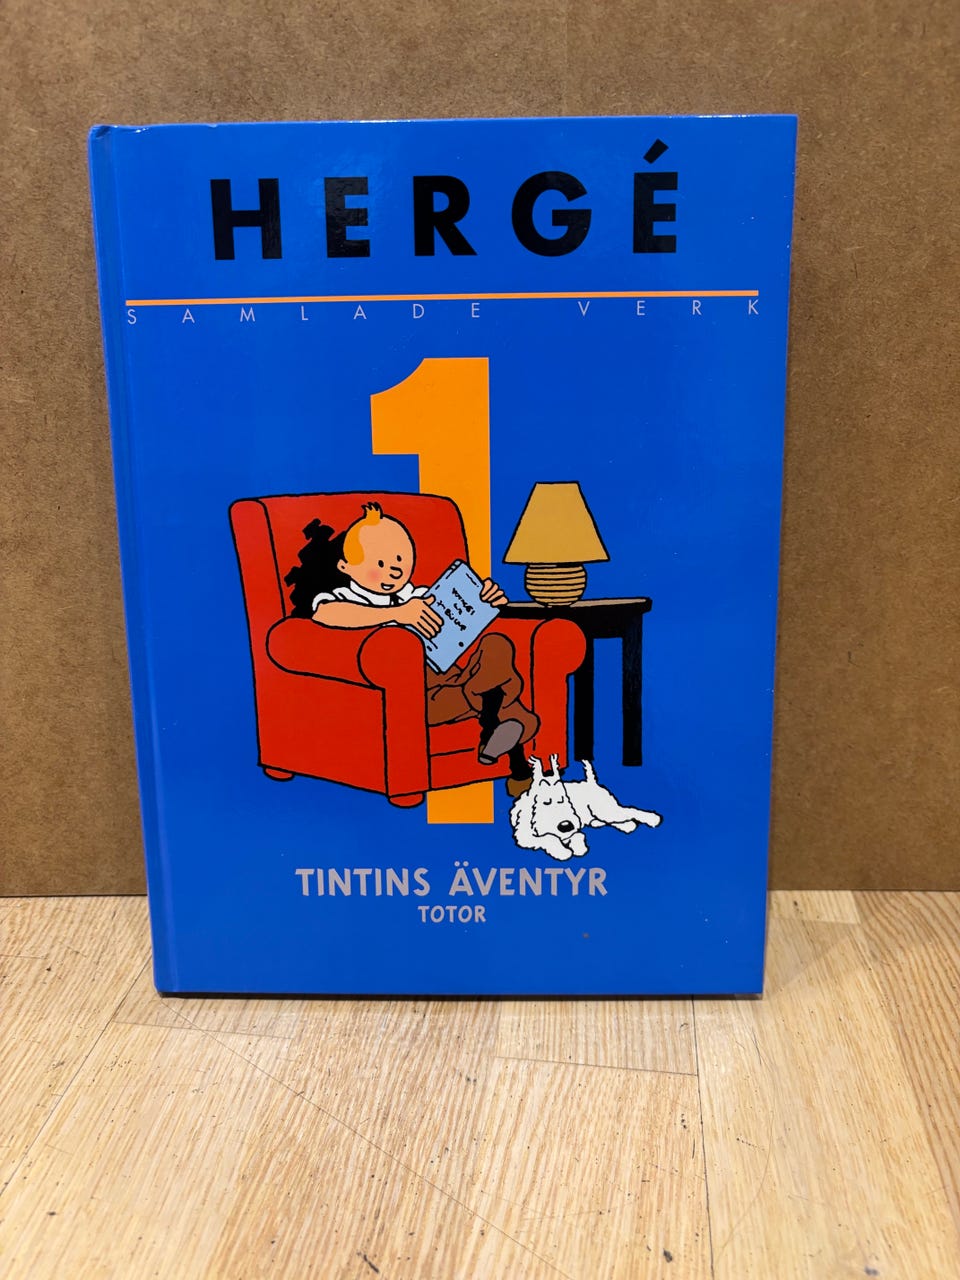 HERGÉ
SAMLADE VERK
1
TINTINS ÄVENTYR
TOTOR